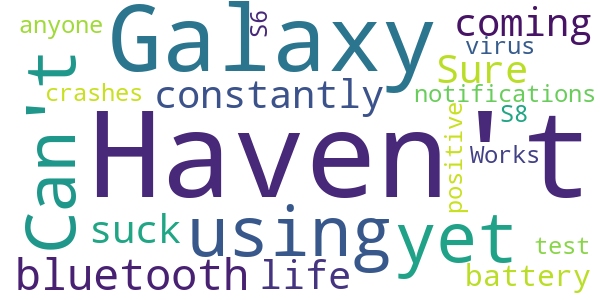 anyone
Galaxy
S6
coming
virus
Can't
crashes
constantly
Sure
notifications
Haven't
positive
S8
Works
suck
using
yet
test
bluetooth
life
battery